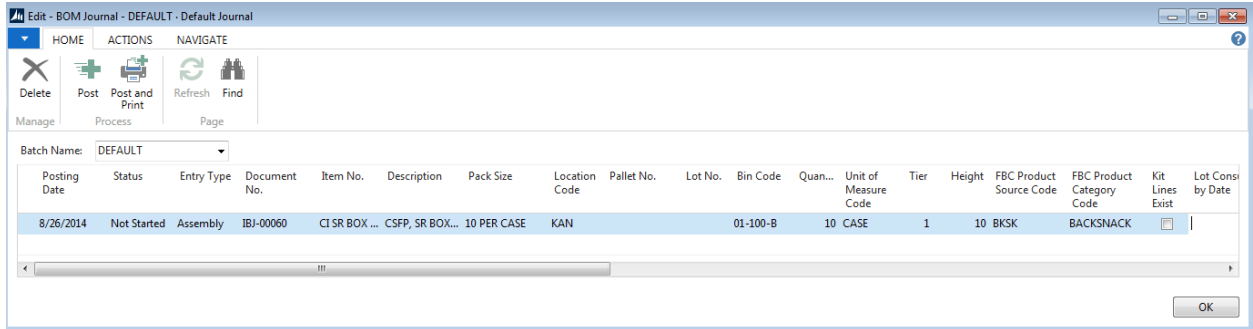 Edit - BOM Journal - DEFAULT · Default Journal
HOME ACTIONS NAVIGATE
Delete Post Post and Print Refresh Find
Manage Process Page
Batch Name: DEFAULT
Posting Date Status Entry Type Document No. Item No. Description Pack Size Location Code Pallet No. Lot No. Bin Code Quan... Unit of Measure Code Tier Height FBC Product Source Code FBC Product Category Code Kit Lines Exist Lot Consu by Date
8/26/2014 Not Started Assembly IBJ-00060 CI SR BOX ... CSFP, SR BOX... 10 PER CASE KAN 01-100-B 10 CASE 1 10 BKSK BACKSNACK
OK